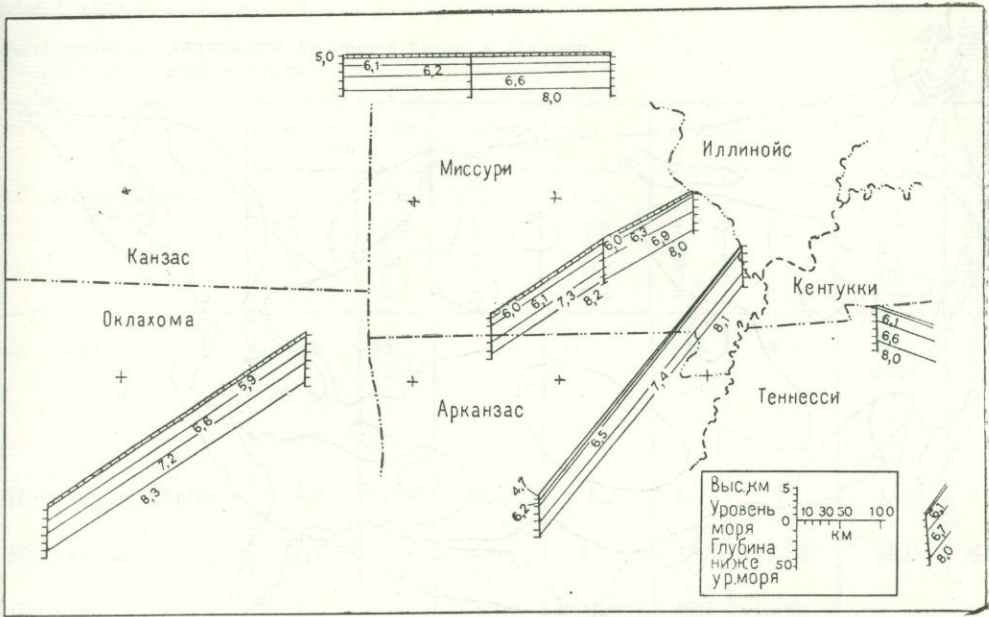 5,0
6,1
6,2
6,6
8,0
Миссури
Иллинойс
Канзас
Оклахома
Кентукки
Арканзас
Теннесси
6,0
6,1
7,3
8,2
6,0
6,3
6,9
8,0
5,9
6,6
7,2
8,3
4,7
6,2
6,5
7,4
8,1
6,1
6,6
8,0
6,1
6,7
8,0
Выс,км 5
Уровень 0
моря
Глубина
ниже 50
ур.моря
10 30 50 100
км